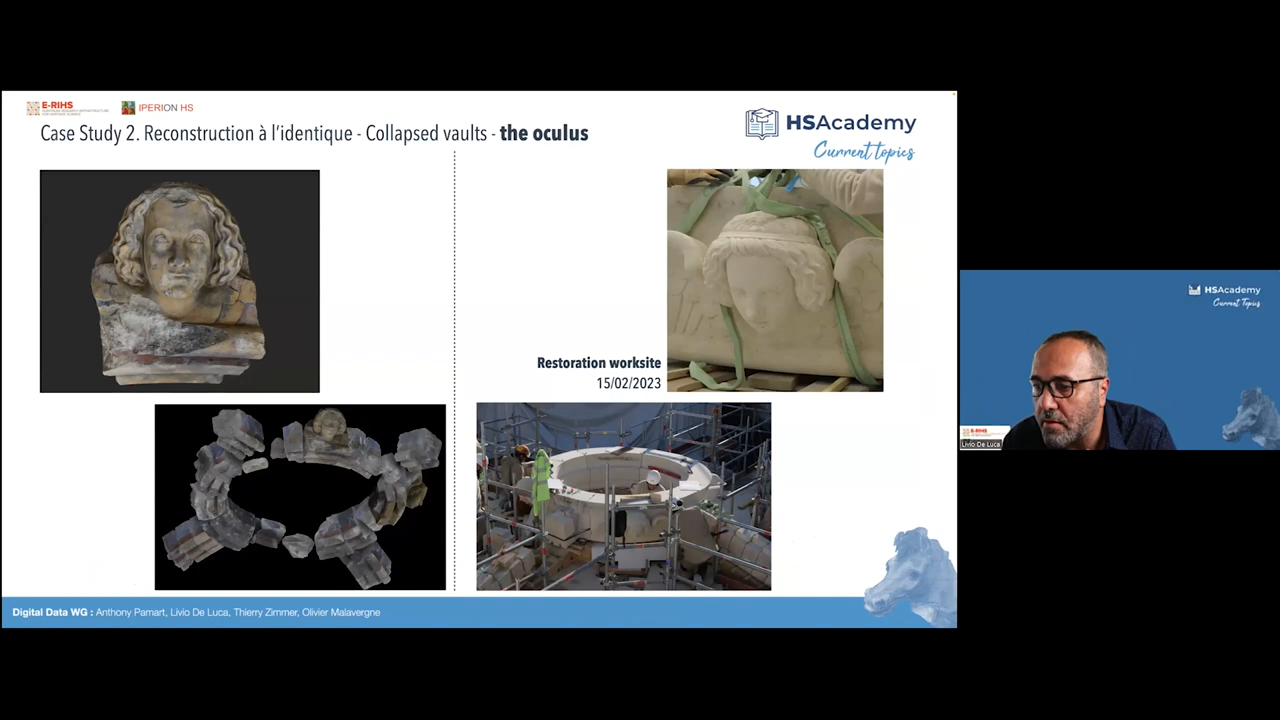 E-RIHS
IPERION HS
Case Study 2. Reconstruction à l'identique - Collapsed vaults - the oculus
HSAcademy
Current topics
Restoration worksite
15/02/2023
HSAcademy
Current Topics
E-RIHS
Livio De Luca
Digital Data WG : Anthony Pamart, Livio De Luca, Thierry Zimmer, Olivier Malavergne